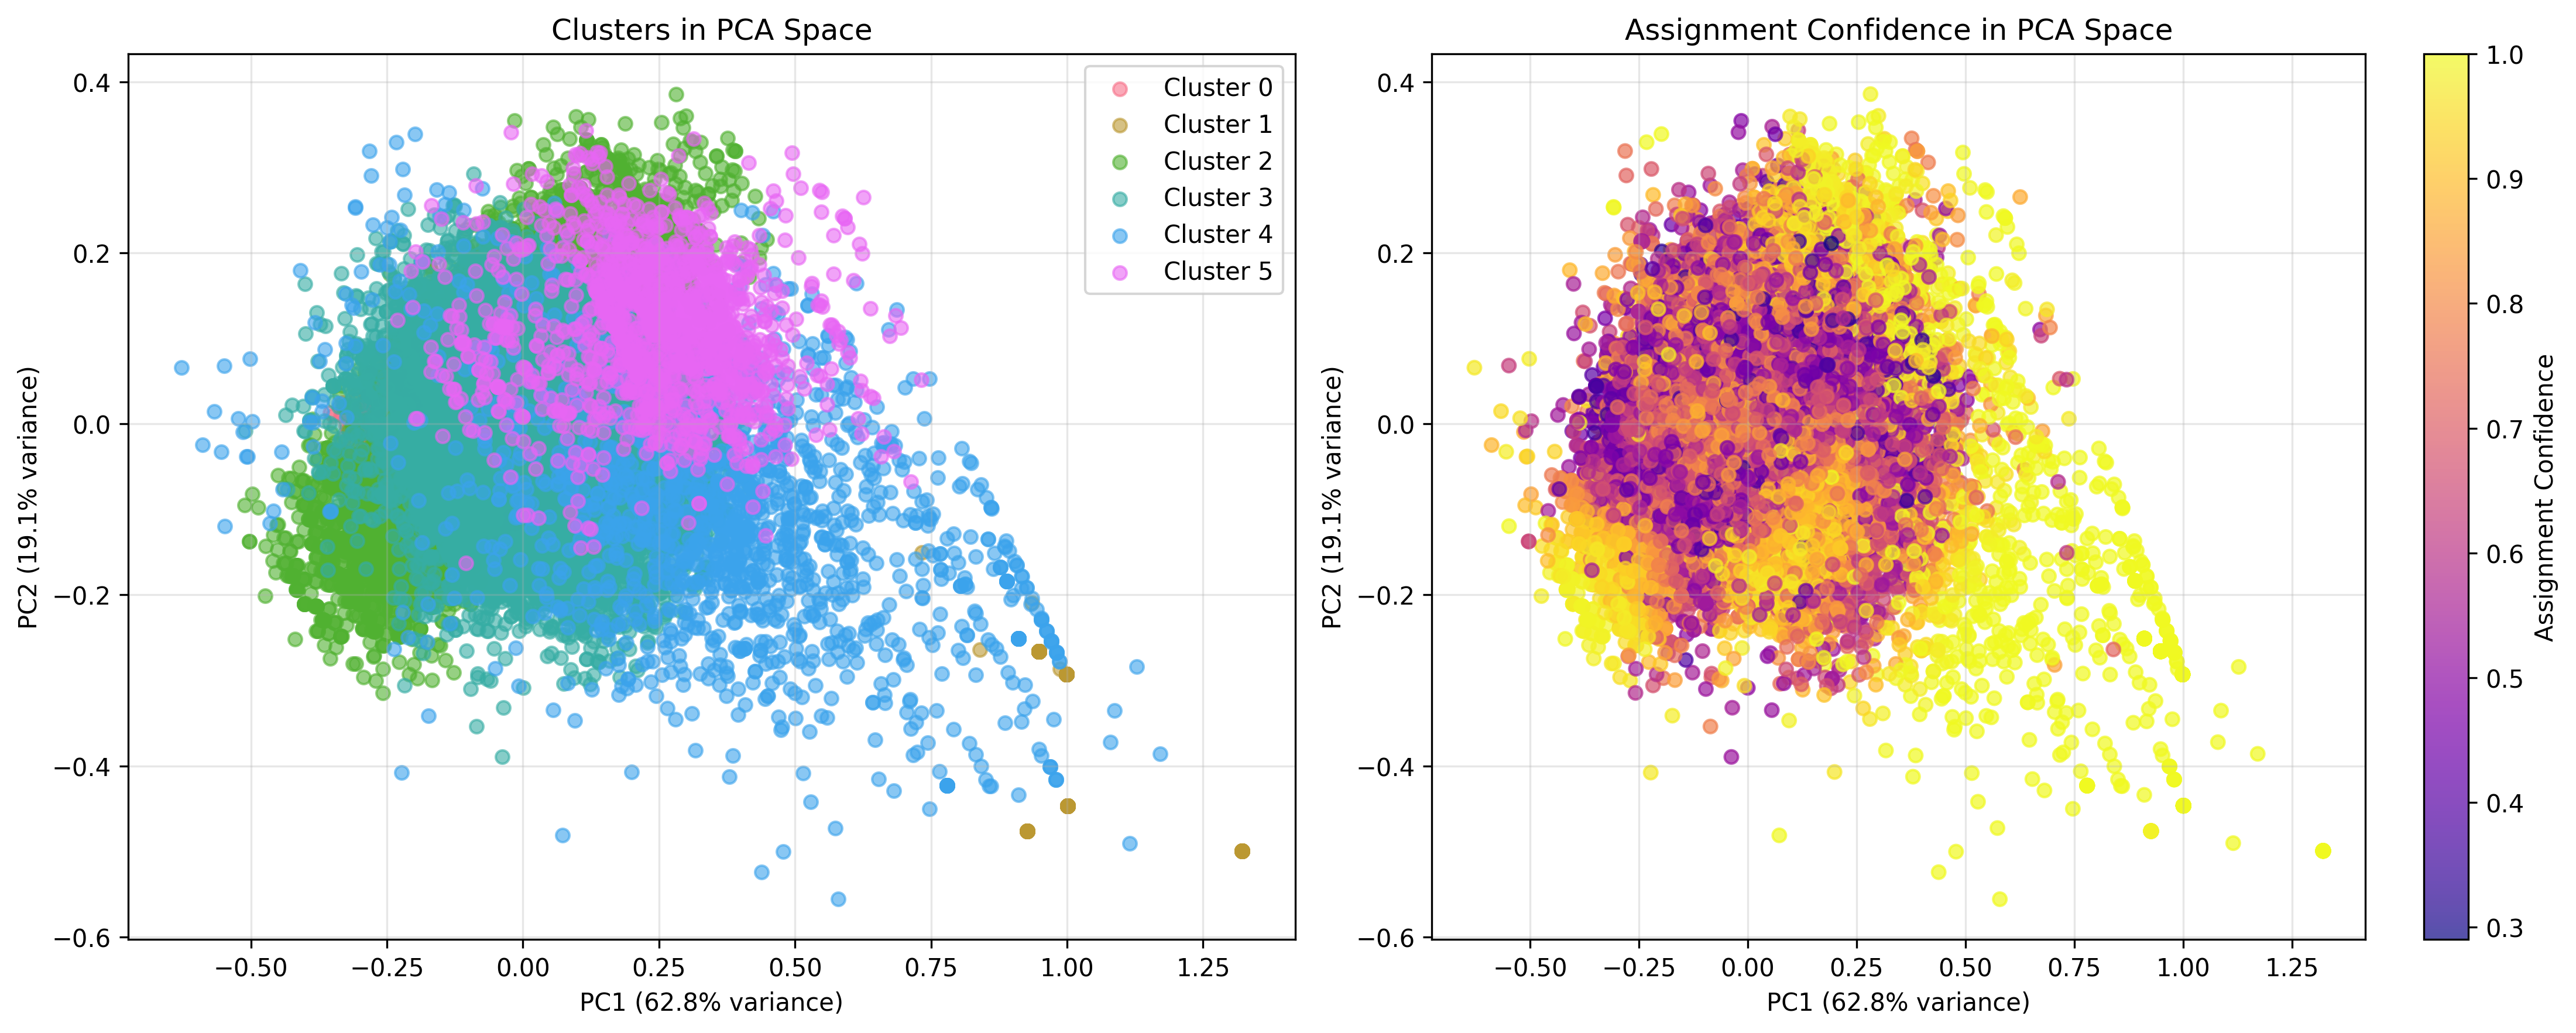 Clusters in PCA Space
0.4
0.2
0.0
−0.2
−0.4
−0.6
PC2 (19.1% variance)
−0.50
−0.25
0.00
0.25
0.50
0.75
1.00
1.25
PC1 (62.8% variance)
Cluster 0
Cluster 1
Cluster 2
Cluster 3
Cluster 4
Cluster 5
Assignment Confidence in PCA Space
0.4
0.2
0.0
−0.2
−0.4
−0.6
PC2 (19.1% variance)
−0.50
−0.25
0.00
0.25
0.50
0.75
1.00
1.25
PC1 (62.8% variance)
1.0
0.9
0.8
0.7
0.6
0.5
0.4
0.3
Assignment Confidence